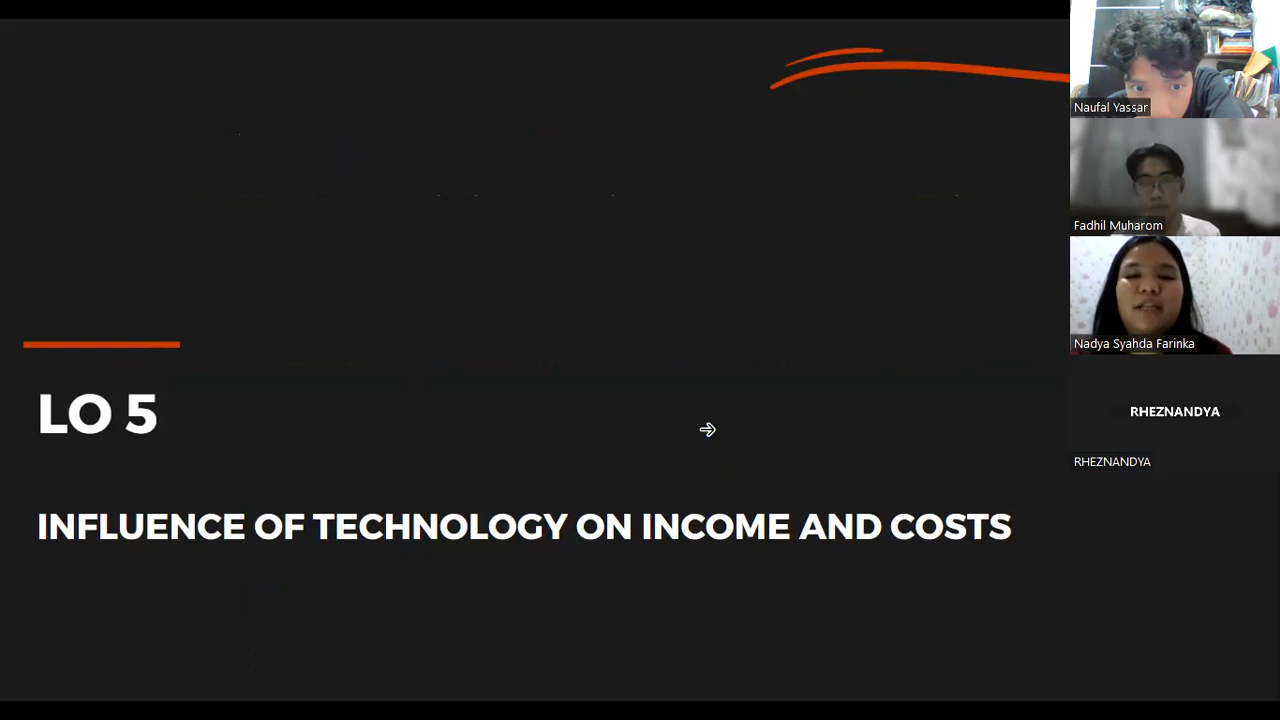 Naufal Yassar
Fadhil Muharom
Nadya Syahda Farinka
RHEZNANDYA
RHEZNANDYA
LO 5
INFLUENCE OF TECHNOLOGY ON INCOME AND COSTS